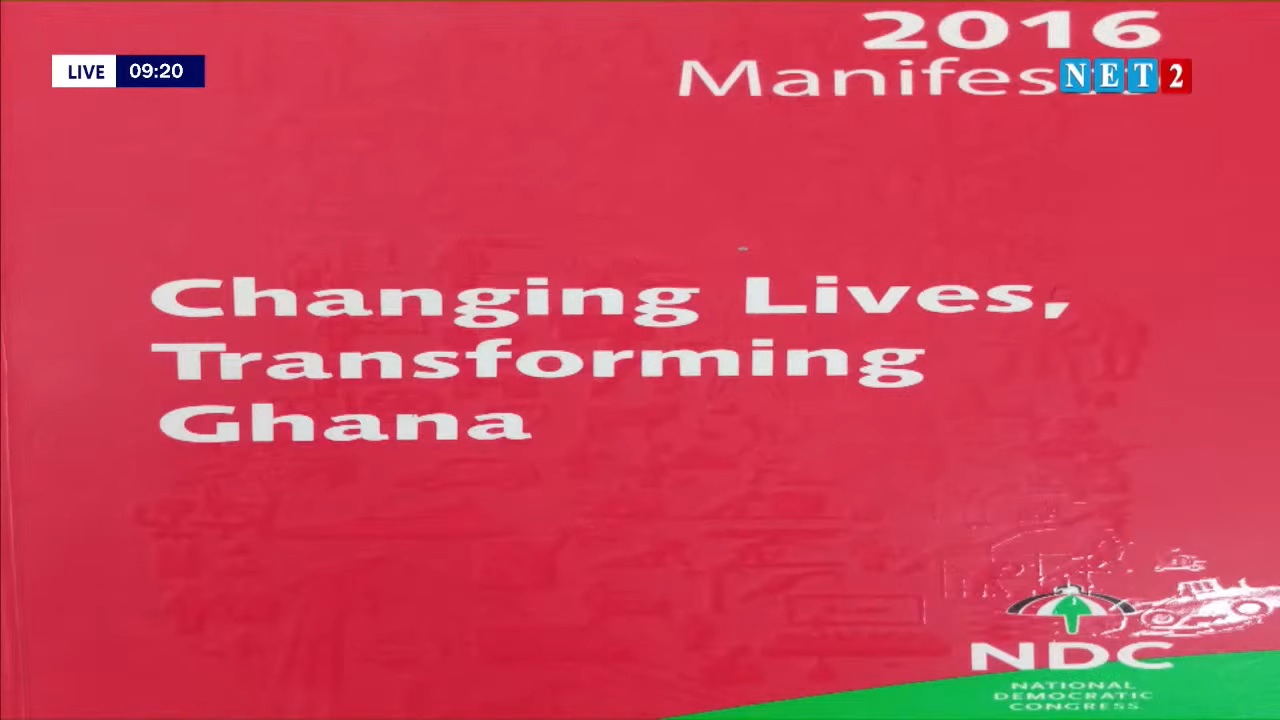 LIVE 09:20
2016
Manifes
NET2
Changing Lives,
Transforming
Ghana
NDC
NATIONAL
DEMOCRATIC
CONGRESS